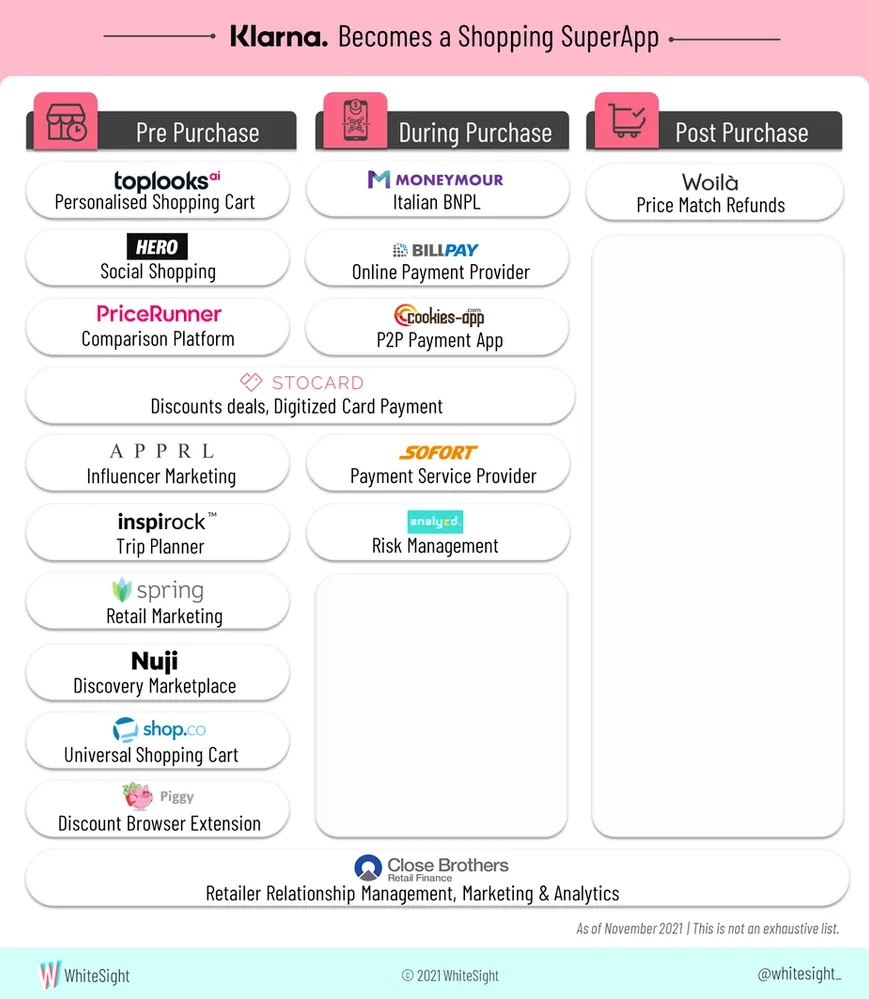 Klarna. Becomes a Shopping SuperApp
Pre Purchase
toplooks ai
Personalised Shopping Cart
HERO
Social Shopping
PriceRunner
Comparison Platform
During Purchase
MONEYMOUR
Italian BNPL
BILLPAY
Online Payment Provider
cookies-app.com
P2P Payment App
Post Purchase
Woilà
Price Match Refunds
STOCARD
Discounts deals, Digitized Card Payment
APPRL
Influencer Marketing
inspirock™
Trip Planner
spring
Retail Marketing
Nuji
Discovery Marketplace
shop.co
Universal Shopping Cart
Piggy
Discount Browser Extension
SOFORT
Payment Service Provider
analyzd.
Risk Management
Close Brothers
Retail Finance
Retailer Relationship Management, Marketing & Analytics
As of November 2021 | This is not an exhaustive list.
W WhiteSight
© 2021 WhiteSight
@whitesight_